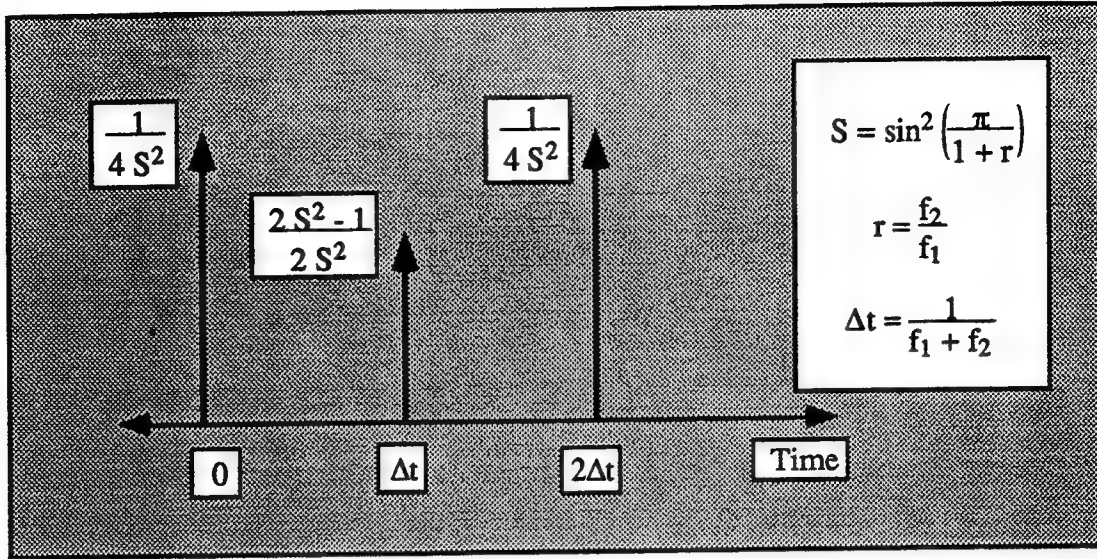 1 / 4 S²
1 / 4 S²
2 S² - 1 / 2 S²
S = sin² (π / 1 + r)
r = f₂ / f₁
Δt = 1 / f₁ + f₂
0
Δt
2Δt
Time